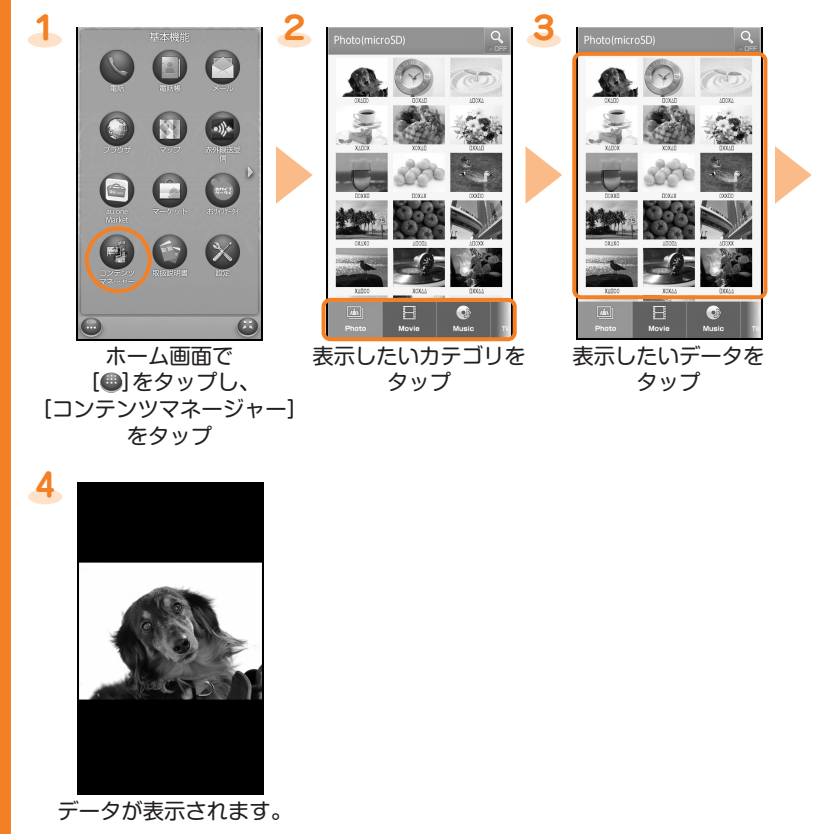 1
基本機能
電話 電話帳 メール
ブラウザ マップ 赤外線送受
信
au one
Market マーケット
コンテンツ
マネージャー 取扱説明書 設定
ホーム画面で
[ ]をタップし、
[コンテンツマネージャー]
をタップ
2
Photo(microSD)
OFF
Photo Movie Music
表示したいカテゴリを
タップ
3
Photo(microSD)
OFF
Photo Movie Music
表示したいデータを
タップ
4
データが表示されます。